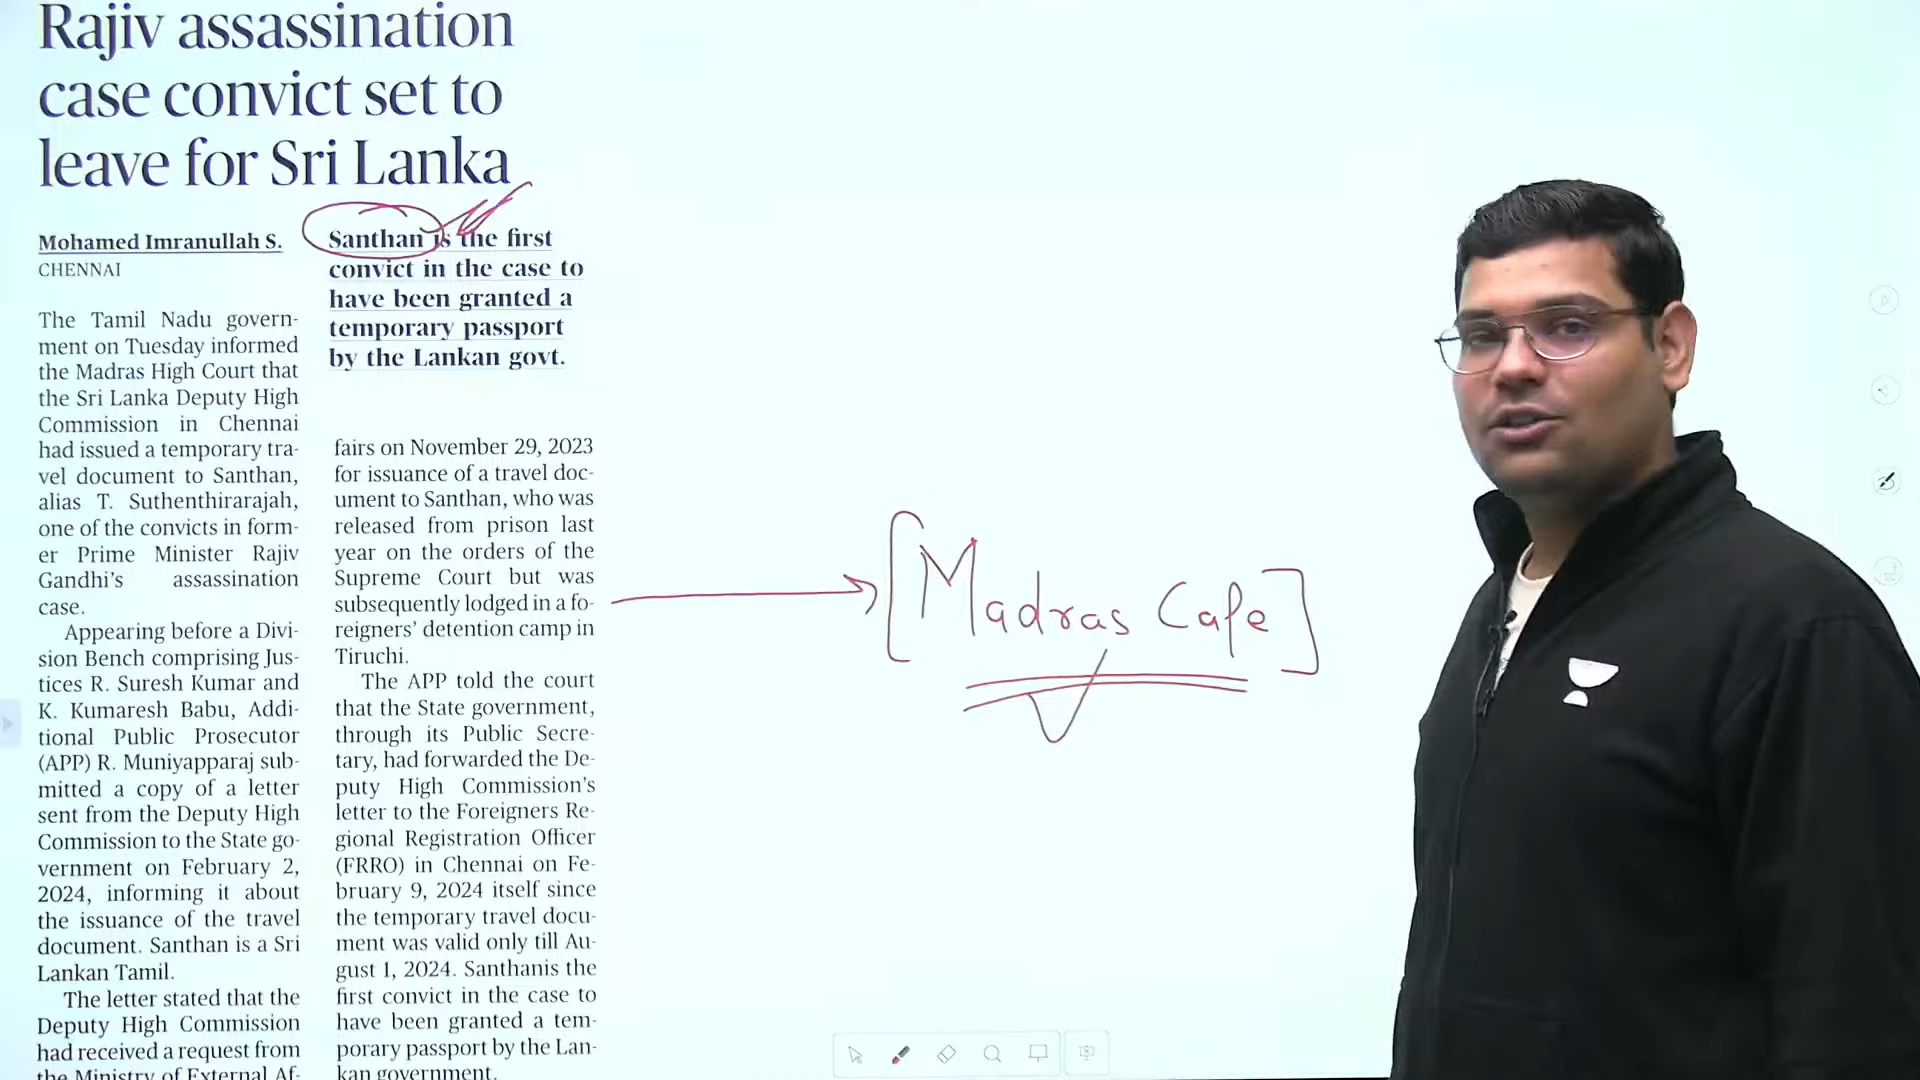 Rajiv assassination
case convict set to
leave for Sri Lanka
Mohamed Imranullah S.
CHENNAI
The Tamil Nadu govern-
ment on Tuesday informed
the Madras High Court that
the Sri Lanka Deputy High
Commission in Chennai
had issued a temporary tra-
vel document to Santhan,
alias T. Suthenthirarajah,
one of the convicts in form-
er Prime Minister Rajiv
Gandhi's assassination
case.
Appearing before a Divi-
sion Bench comprising Jus-
tices R. Suresh Kumar and
K. Kumaresh Babu, Addi-
tional Public Prosecutor
(APP) R. Muniyapparaj sub-
mitted a copy of a letter
sent from the Deputy High
Commission to the State go-
vernment on February 2,
2024, informing it about
the issuance of the travel
document. Santhan is a Sri
Lankan Tamil.
The letter stated that the
Deputy High Commission
had received a request from
the Ministry of External Af-
Santhan is the first
convict in the case to
have been granted a
temporary passport
by the Lankan govt.
fairs on November 29, 2023
for issuance of a travel doc-
ument to Santhan, who was
released from prison last
year on the orders of the
Supreme Court but was
subsequently lodged in a fo-
reigners' detention camp in
Tiruchi.
The APP told the court
that the State government,
through its Public Secre-
tary, had forwarded the De-
puty High Commission's
letter to the Foreigners Re-
gional Registration Officer
(FRRO) in Chennai on Fe-
bruary 9, 2024 itself since
the temporary travel docu-
ment was valid only till Au-
gust 1, 2024. Santhanis the
first convict in the case to
have been granted a tem-
porary passport by the Lan-
kan government.
[Madras Cafe]